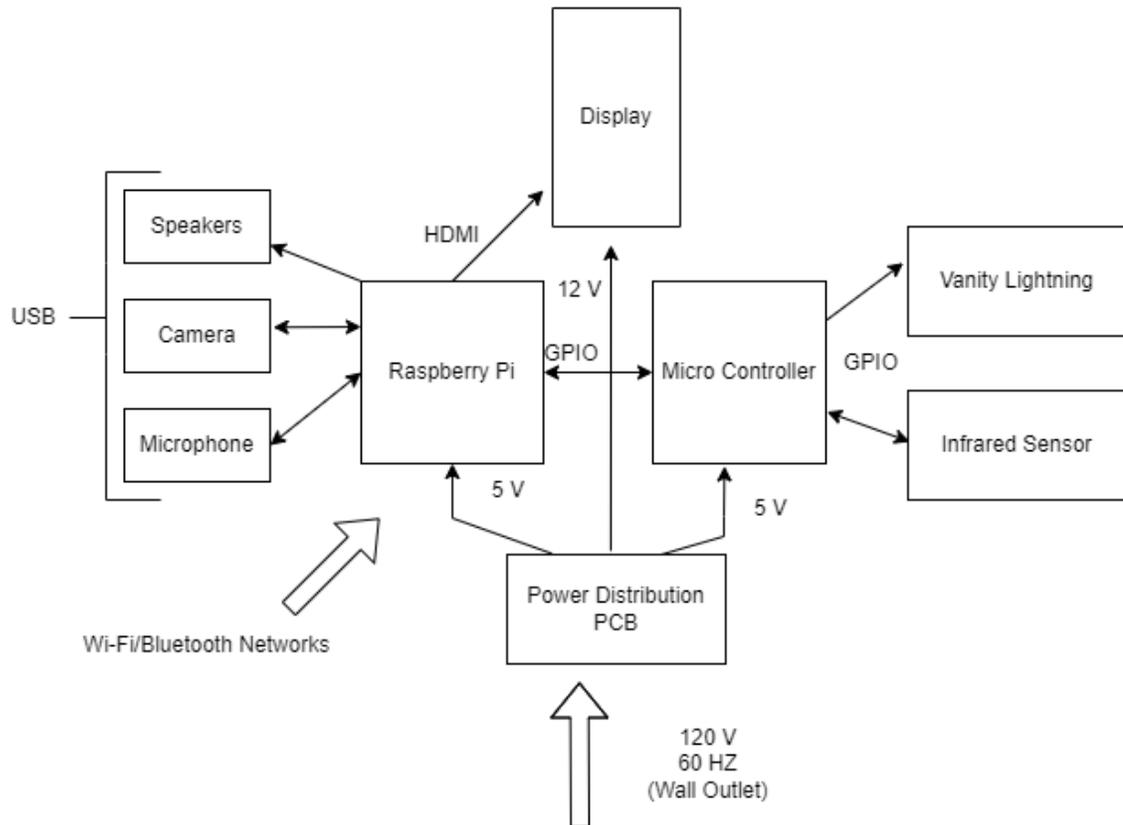 Display
HDMI
Speakers
USB
Camera
Microphone
Raspberry Pi
12 V
GPIO
Micro Controller
Vanity Lightning
GPIO
Infrared Sensor
5 V
5 V
Power Distribution
PCB
Wi-Fi/Bluetooth Networks
120 V
60 HZ
(Wall Outlet)